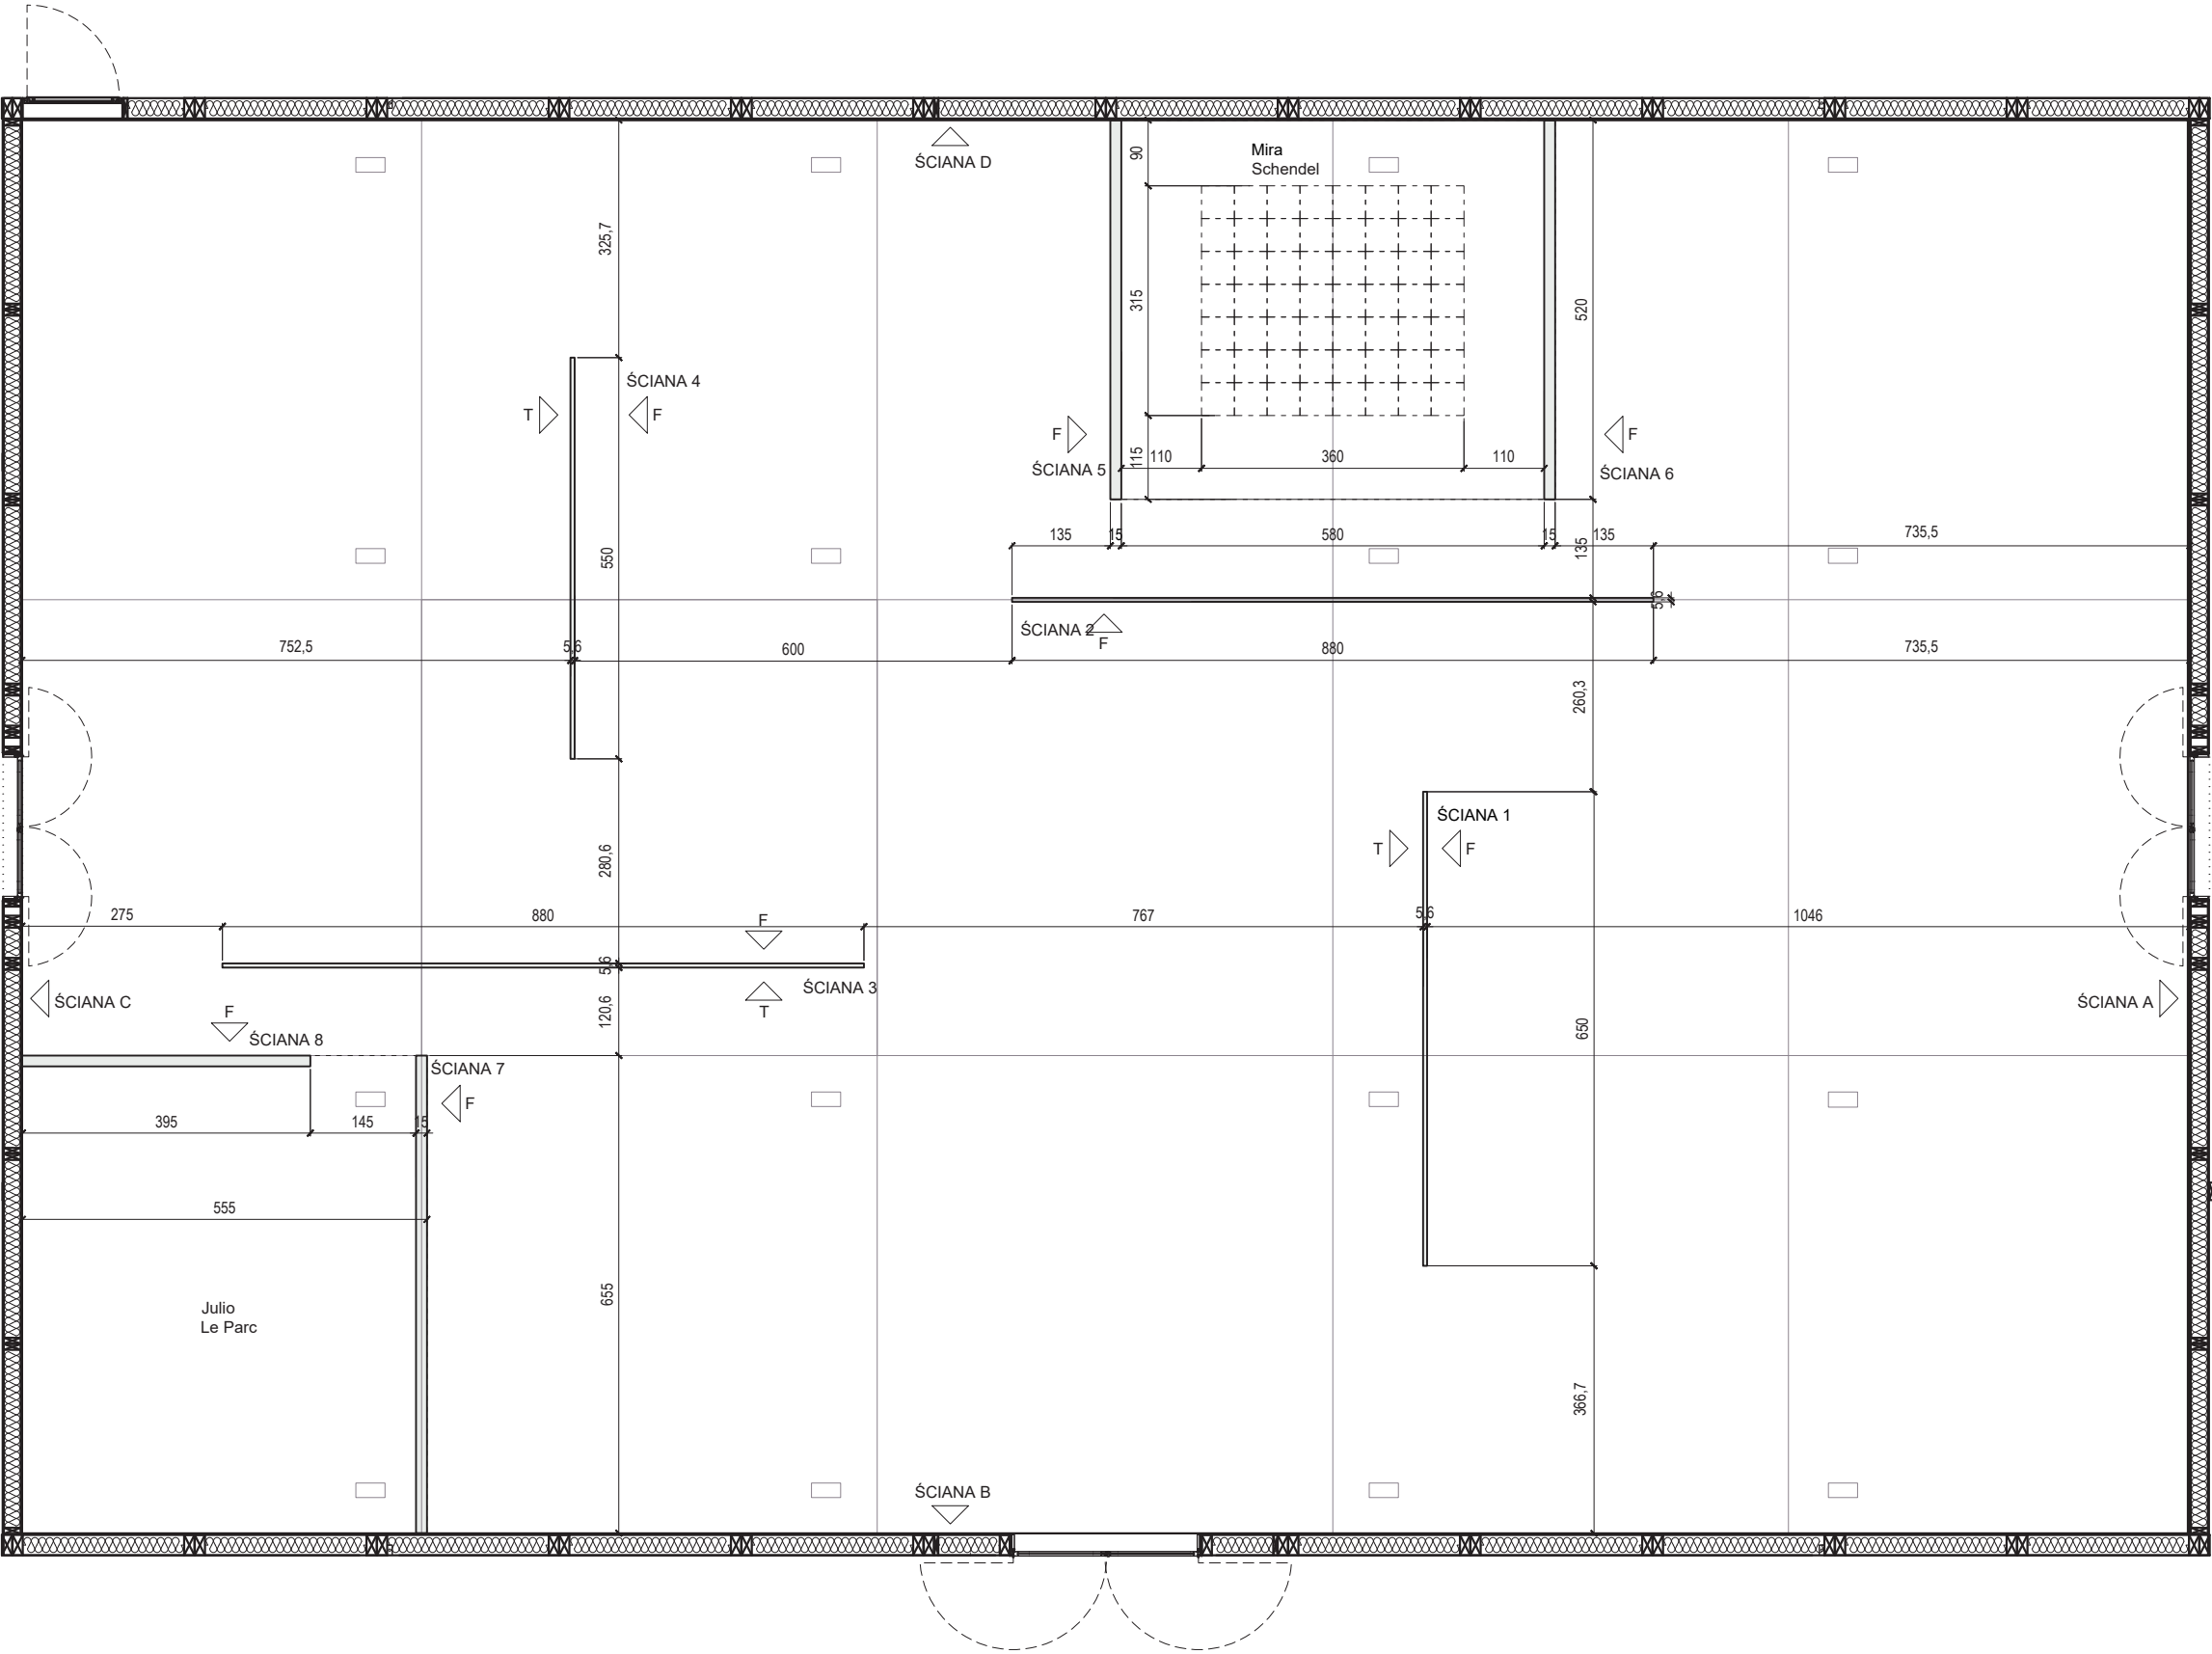 ŚCIANA D
90
Mira
Schendel
325,7
315
520
ŚCIANA 4
T
F
F
F
115
110
360
110
ŚCIANA 5
ŚCIANA 6
550
135
15
580
15
135
735,5
135
5,6
ŚCIANA 2
F
752,5
5,6
600
880
735,5
260,3
ŚCIANA 1
T
F
280,6
275
880
F
767
5,6
1046
5,6
ŚCIANA 3
T
ŚCIANA C
ŚCIANA A
120,6
F
ŚCIANA 8
650
ŚCIANA 7
F
395
145
15
555
655
Julio
Le Parc
366,7
ŚCIANA B